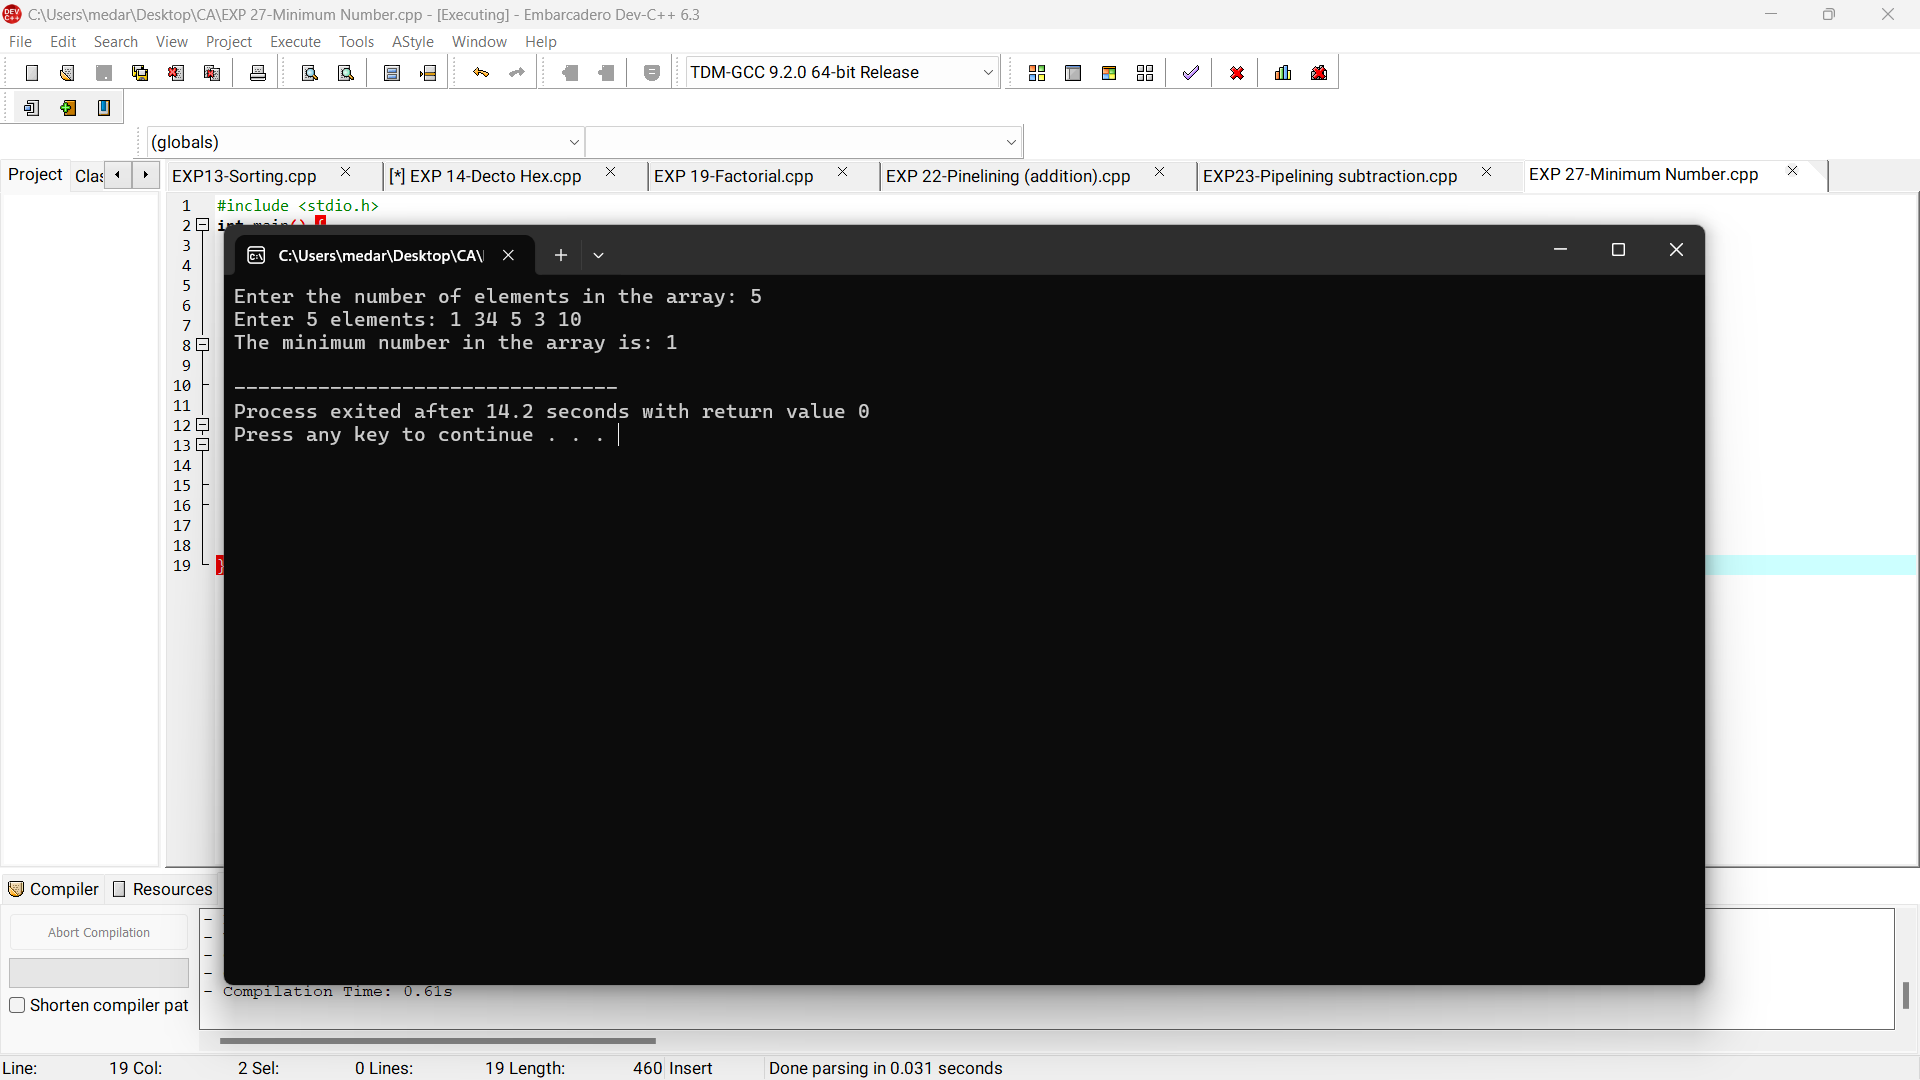 C:\Users\medar\Desktop\CA\EXP 27-Minimum Number.cpp - [Executing] - Embarcadero Dev-C++ 6.3
File Edit Search View Project Execute Tools AStyle Window Help
TDM-GCC 9.2.0 64-bit Release
(globals)
Project Clas EXP13-Sorting.cpp [*] EXP 14-Decto Hex.cpp EXP 19-Factorial.cpp EXP 22-Pinelining (addition).cpp EXP23-Pipelining subtraction.cpp EXP 27-Minimum Number.cpp
1 #include <stdio.h>
2 int main() {
3
4
5
6
7
8
9
10
11
12
13
14
15
16
17
18
19 }
C:\Users\medar\Desktop\CA\
Enter the number of elements in the array: 5
Enter 5 elements: 1 34 5 3 10
The minimum number in the array is: 1
--------------------------------
Process exited after 14.2 seconds with return value 0
Press any key to continue . . .
Compiler Resources
Abort Compilation
- Compilation Time: 0.61s
Shorten compiler pat
Line: 19 Col: 2 Sel: 0 Lines: 19 Length: 460 Insert Done parsing in 0.031 seconds